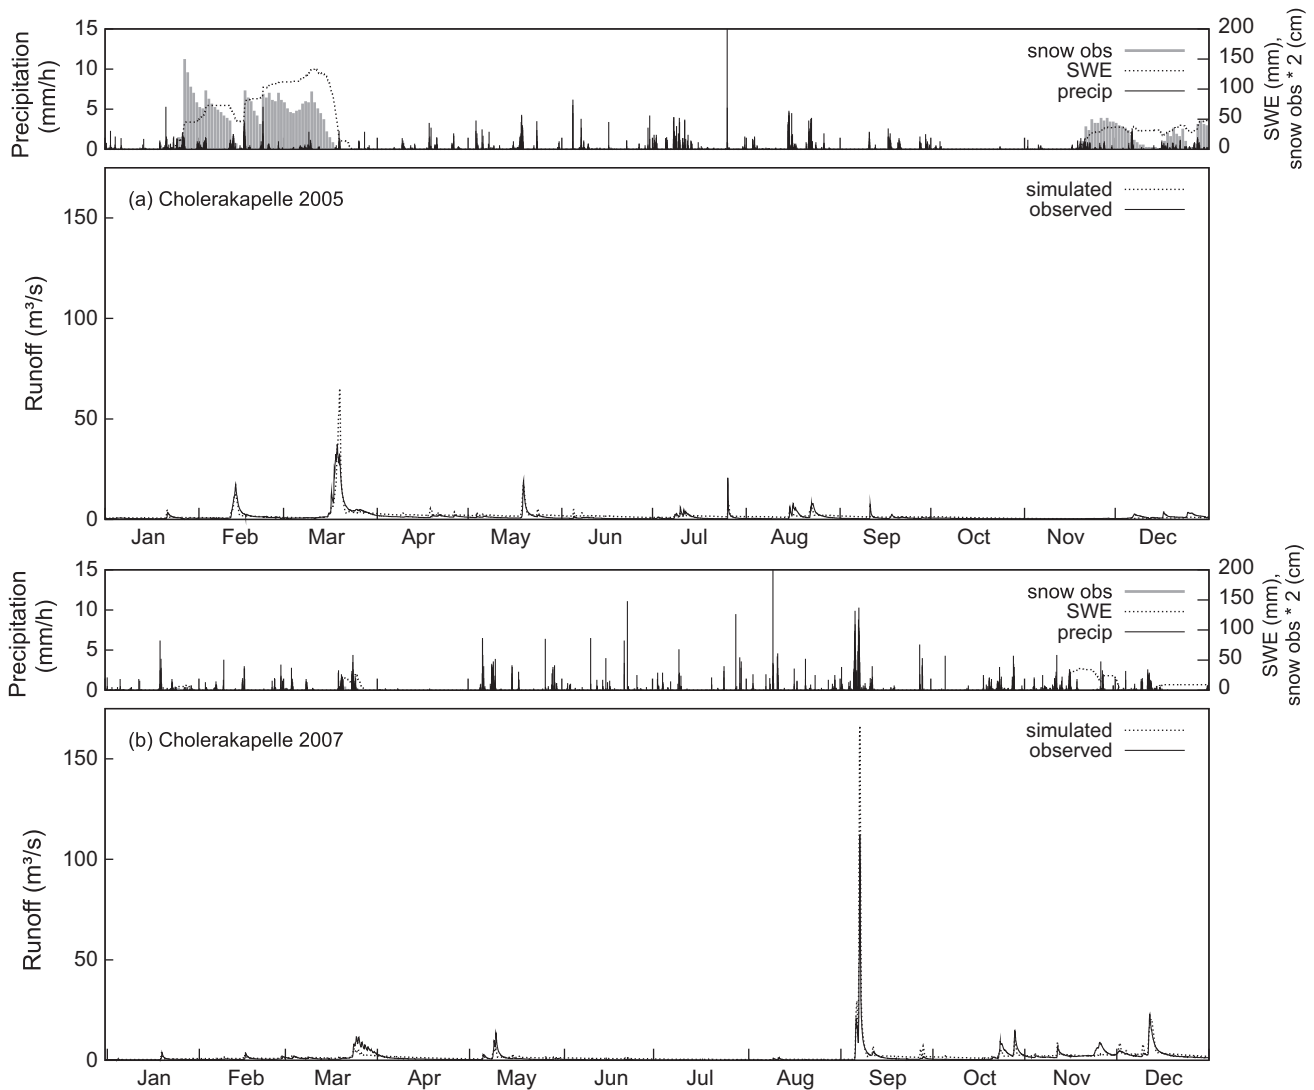 Precipitation
(mm/h)
15
10
5
0
snow obs
SWE
precip
200
150
100
50
0
SWE (mm),
snow obs * 2 (cm)
(a) Cholerakapelle 2005
simulated
observed
Runoff (m³/s)
150
100
50
0
Jan Feb Mar Apr May Jun Jul Aug Sep Oct Nov Dec
Precipitation
(mm/h)
15
10
5
0
snow obs
SWE
precip
200
150
100
50
0
SWE (mm),
snow obs * 2 (cm)
(b) Cholerakapelle 2007
simulated
observed
Runoff (m³/s)
150
100
50
0
Jan Feb Mar Apr May Jun Jul Aug Sep Oct Nov Dec